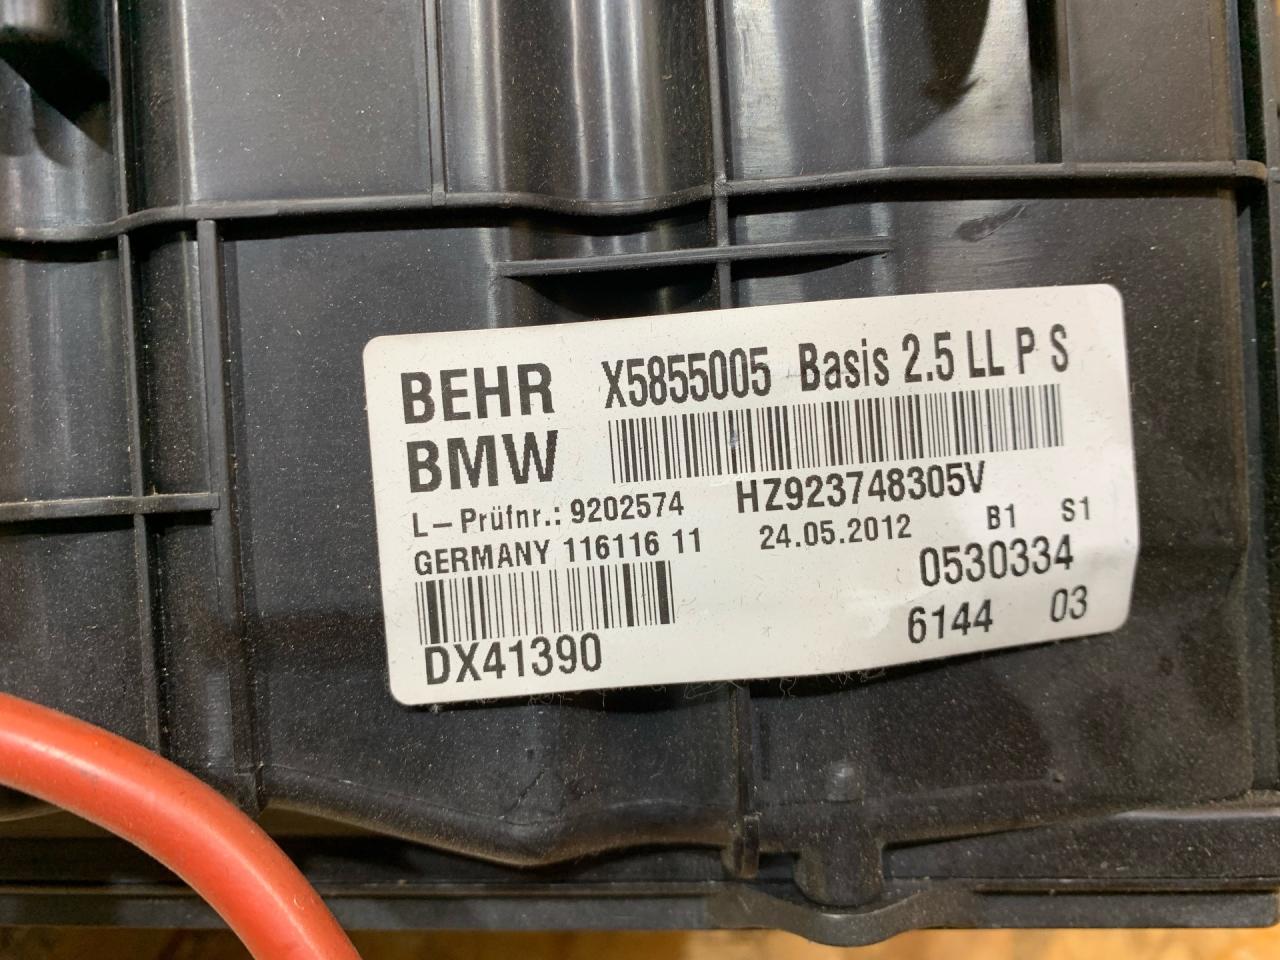 BEHR X5855005 Basis 2.5 LL P S
BMW
L-Prüfnr.: 9202574 HZ923748305V
GERMANY 116116 11 24.05.2012 B1 S1
0530334
DX41390 6144 03